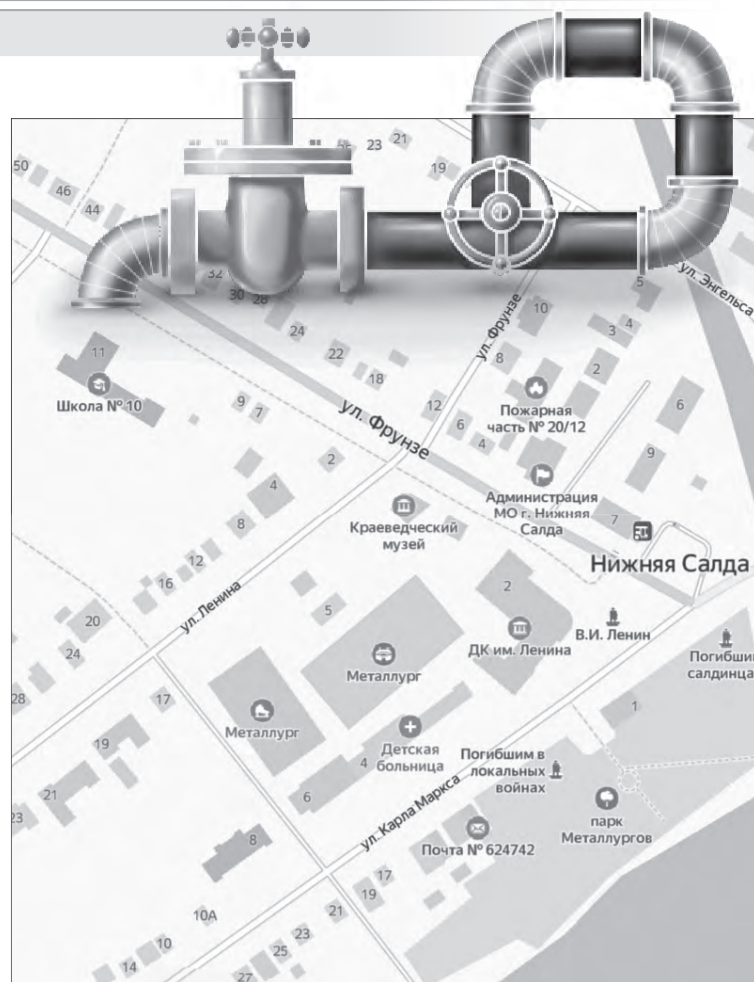 23
21
19
50
46
44
32
30
28
24
22
18
ул. Энгельса
5
10
3
4
8
2
ул. Фрунзе
11
Школа № 10
9
7
12
6
4
Пожарная
часть № 20/12
6
9
ул. Фрунзе
2
4
8
Краеведческий
музей
Администрация
МО г. Нижняя
Салда
7
Нижняя Салда
12
16
ул. Ленина
20
24
28
5
2
ДК им. Ленина
В.И. Ленин
Погибшим
салдинца
Металлург
Металлург
17
19
21
23
Детская
больница
4
6
1
Погибшим в
локальных
войнах
парк
Металлургов
ул. Карла Маркса
Почта № 624742
8
17
19
21
10А
10
14
23
25
27